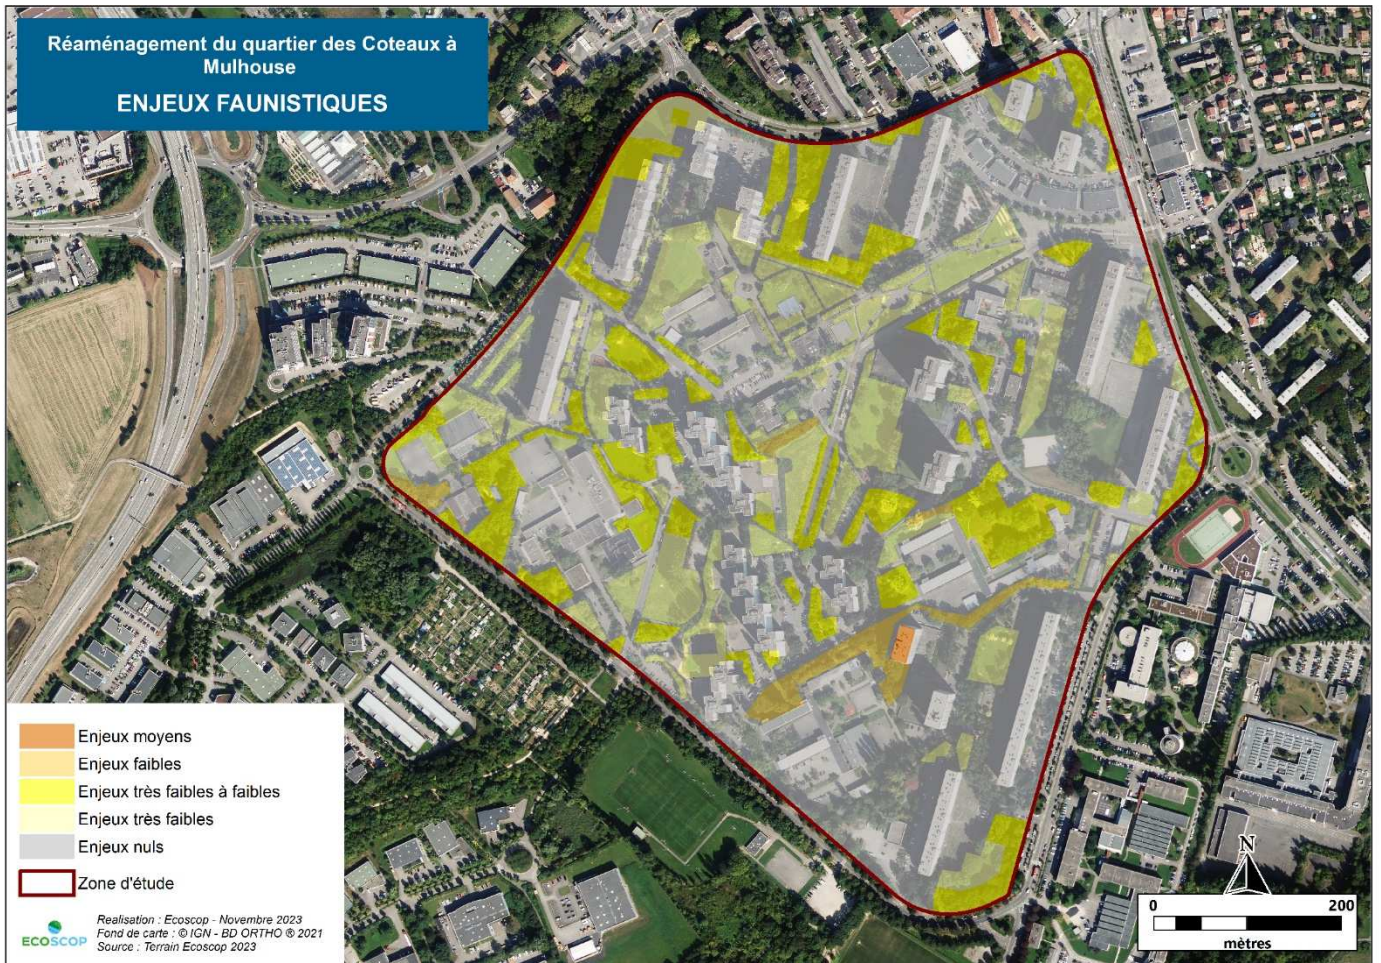 Réaménagement du quartier des Coteaux à
Mulhouse
ENJEUX FAUNISTIQUES
Enjeux moyens
Enjeux faibles
Enjeux très faibles à faibles
Enjeux très faibles
Enjeux nuls
Zone d'étude
ECOSCOP
Realisation : Ecoscop - Novembre 2023
Fond de carte : © IGN - BD ORTHO ® 2021
Source : Terrain Ecoscop 2023
N
0 200
mètres